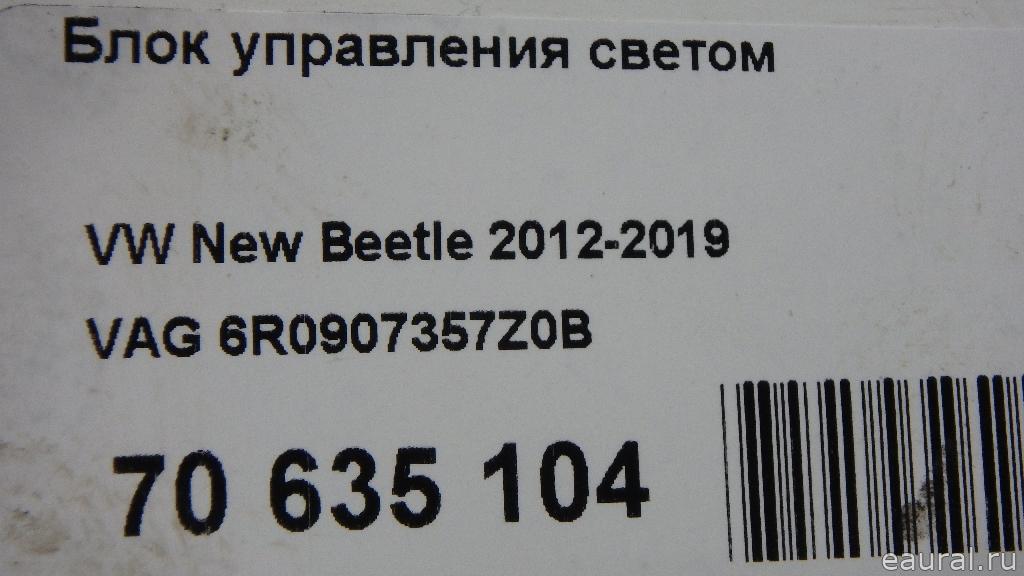 Блок управления светом
VW New Beetle 2012-2019
VAG 6R0907357Z0B
70 635 104
eaural.ru